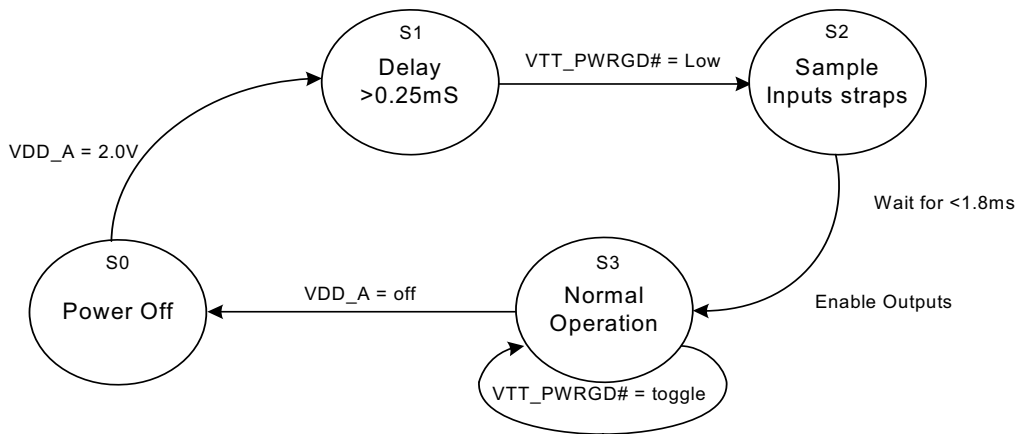 S1
Delay
>0.25mS
VTT_PWRGD# = Low
S2
Sample
Inputs straps
VDD_A = 2.0V
Wait for <1.8ms
S0
Power Off
VDD_A = off
S3
Normal
Operation
Enable Outputs
VTT_PWRGD# = toggle